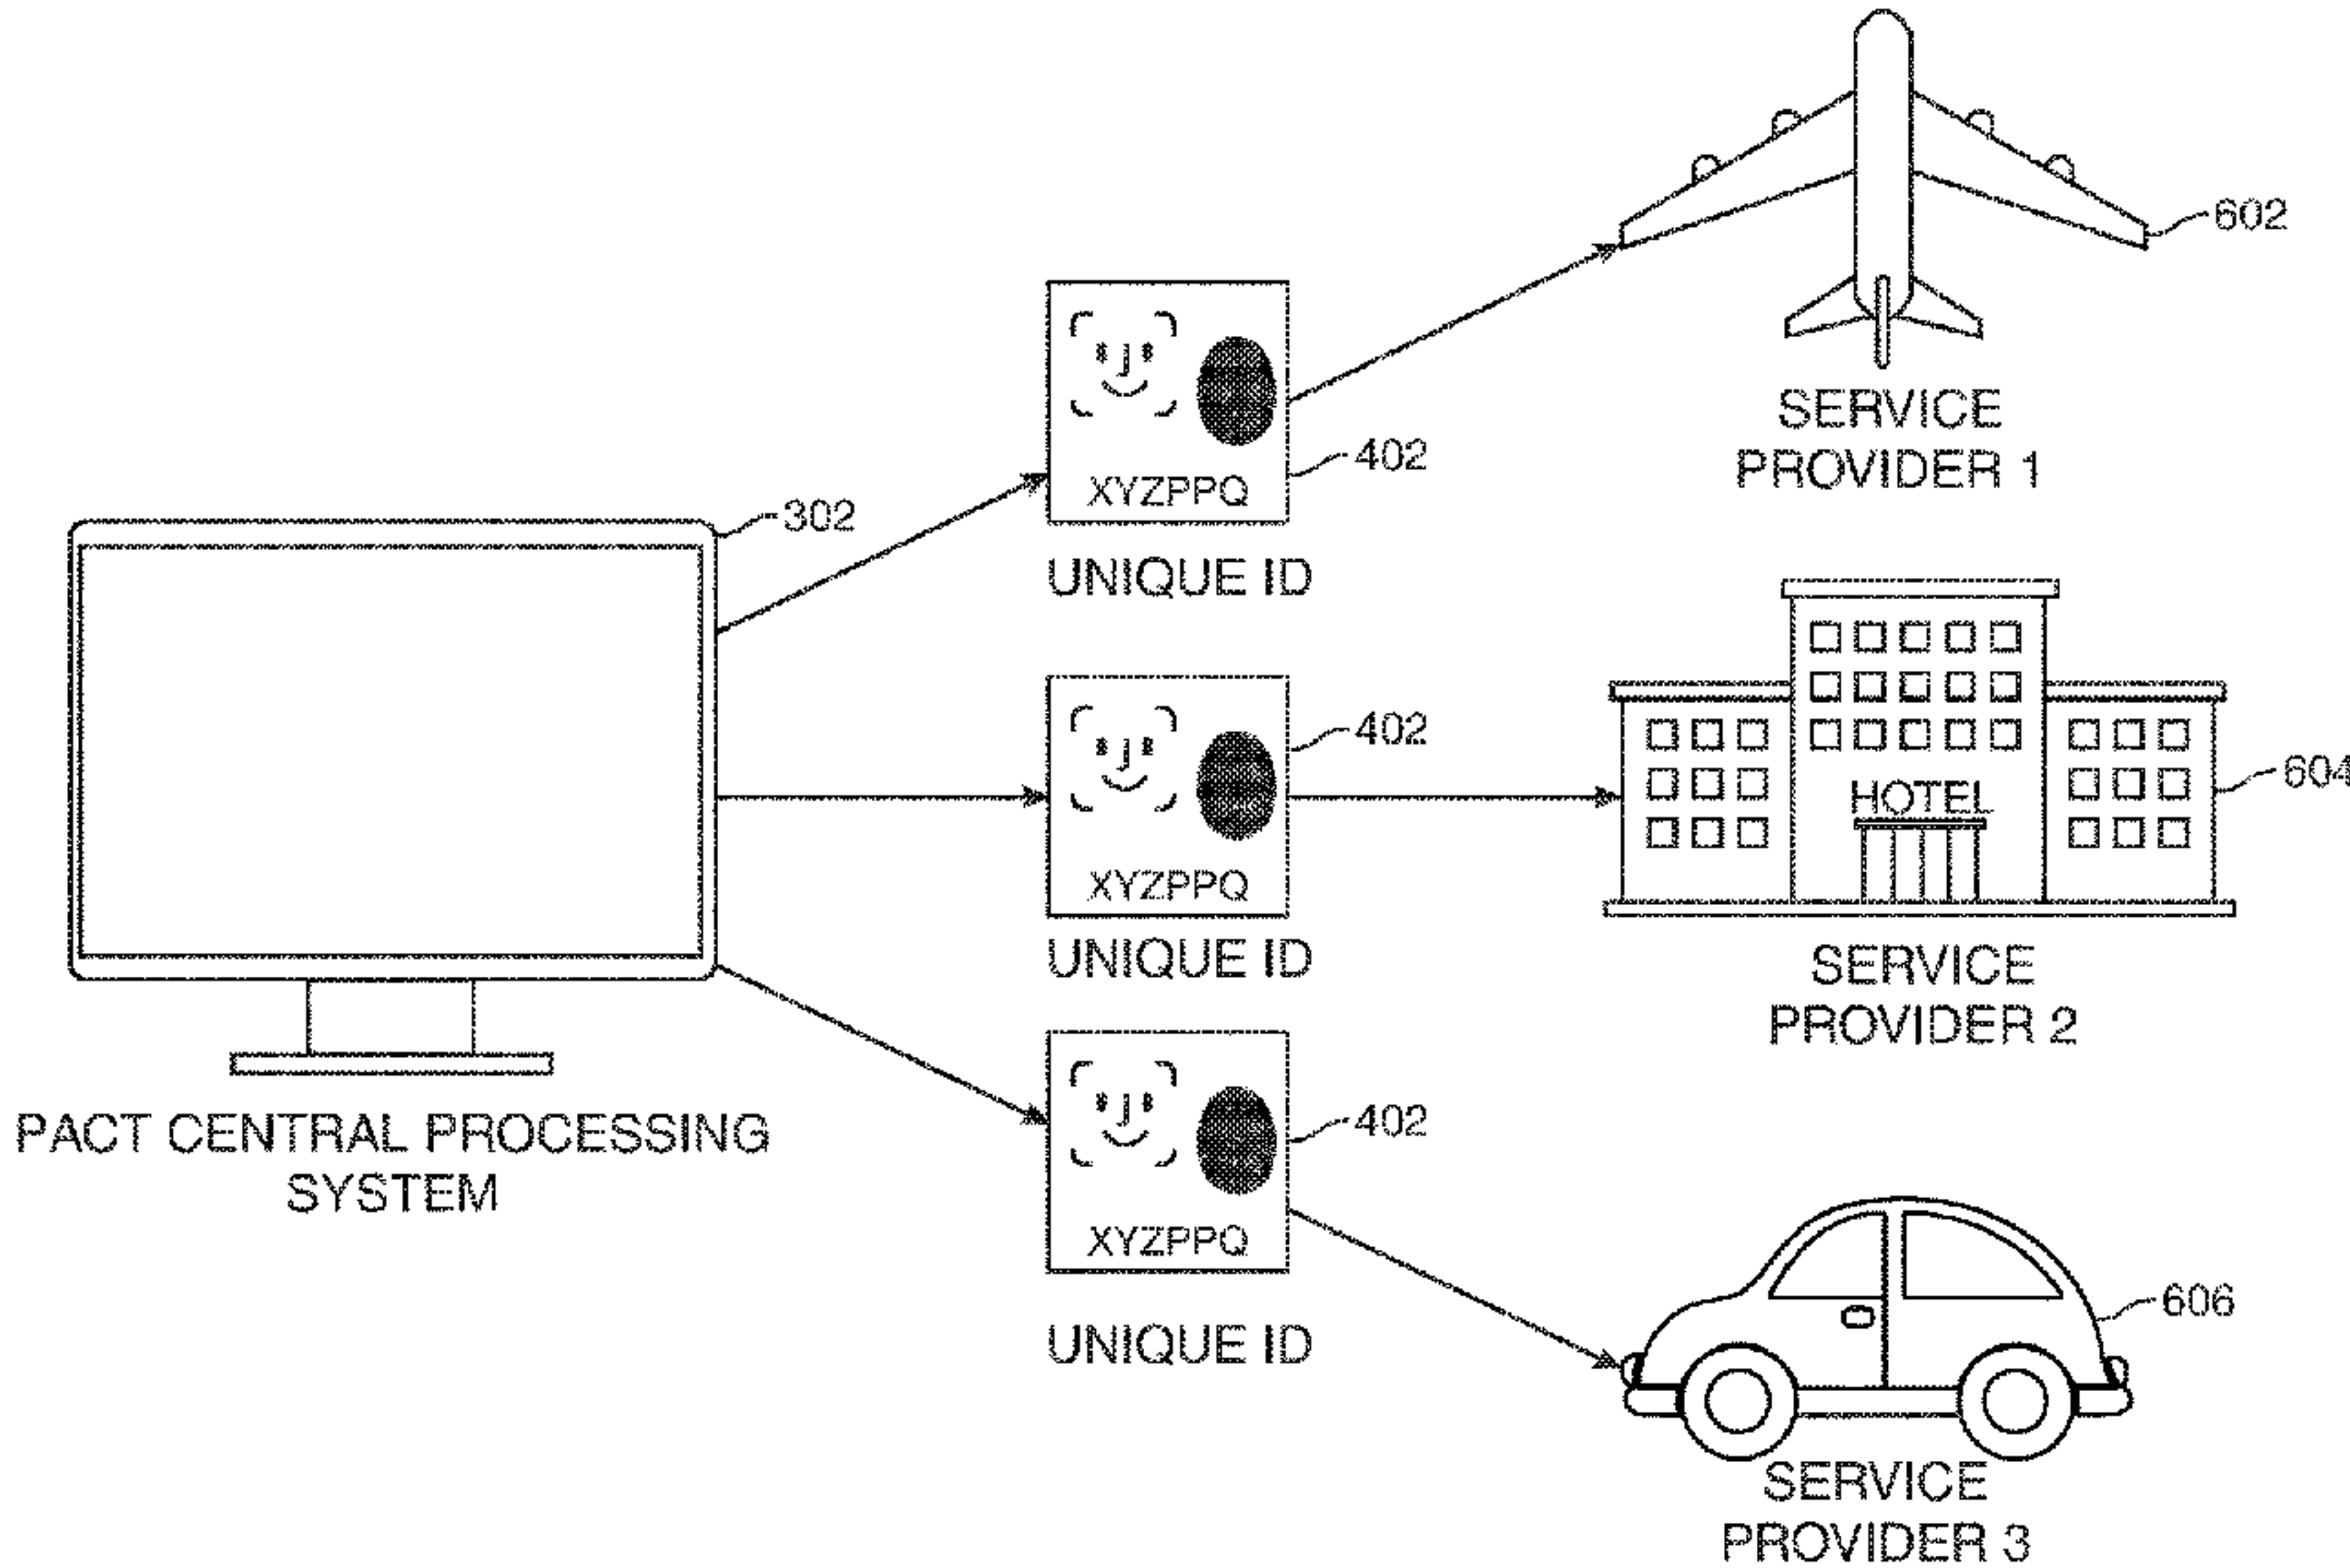 602
SERVICE
PROVIDER 1
402
XYZPPQ
UNIQUE ID
302
PACT CENTRAL PROCESSING
SYSTEM
402
XYZPPQ
UNIQUE ID
HOTEL
604
SERVICE
PROVIDER 2
402
XYZPPQ
UNIQUE ID
606
SERVICE
PROVIDER 3